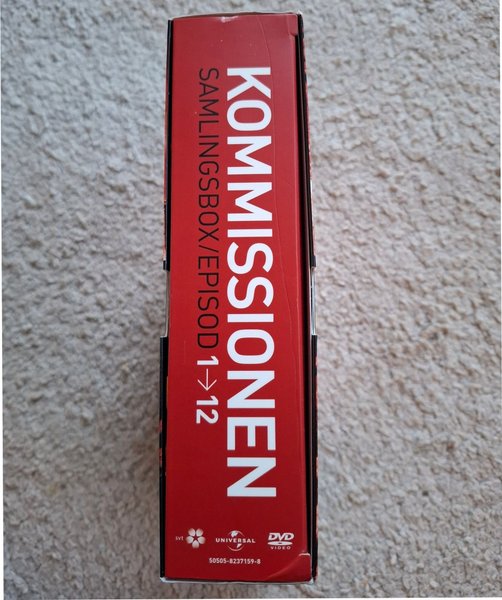 KOMMISSIONEN
SAMLINGSBOX/EPISOD 1→12
svt
UNIVERSAL
DVD
VIDEO
50505-8237159-8